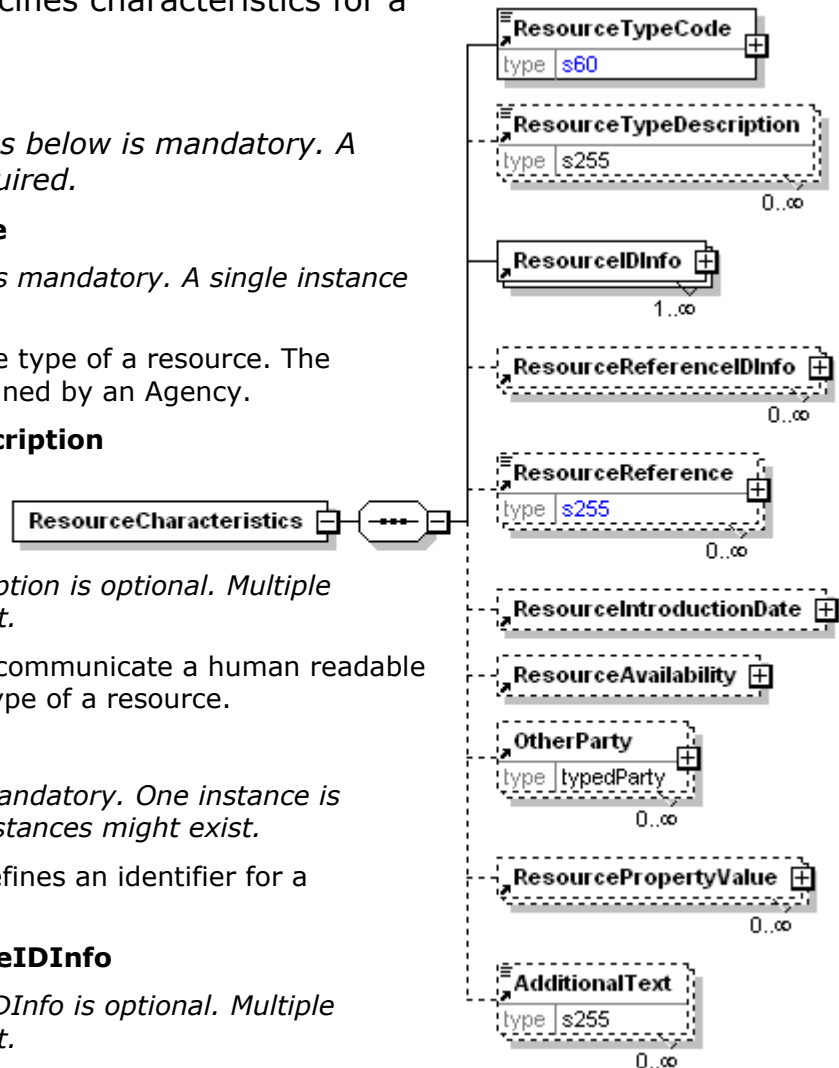 characteristics for a
s below is mandatory. A
uired.
e
s mandatory. A single instance
e type of a resource. The
ned by an Agency.
cription
ption is optional. Multiple
t.
communicate a human readable
ype of a resource.
andatory. One instance is
stances might exist.
efines an identifier for a
eIDInfo
DInfo is optional. Multiple
t.
ResourceCharacteristics
ResourceTypeCode
type s60
ResourceTypeDescription
type s255
0..∞
ResourceIDInfo
1..∞
ResourceReferenceIDInfo
0..∞
ResourceReference
type s255
0..∞
ResourceIntroductionDate
ResourceAvailability
OtherParty
type typedParty
0..∞
ResourcePropertyValue
0..∞
AdditionalText
type s255
0..∞